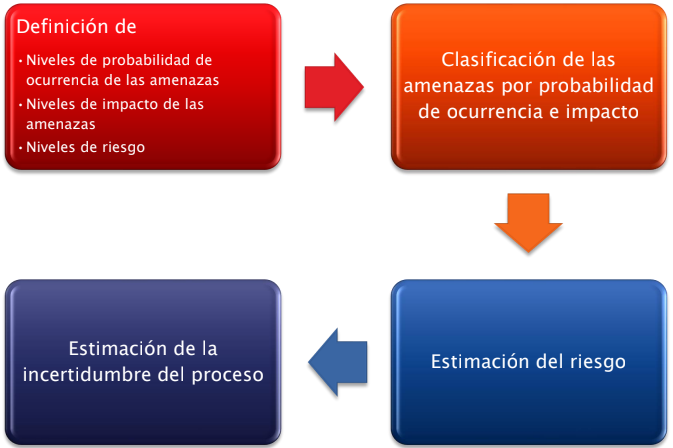 Definición de
• Niveles de probabilidad de
ocurrencia de las amenazas
• Niveles de impacto de las
amenazas
• Niveles de riesgo
Clasificación de las
amenazas por probabilidad
de ocurrencia e impacto
Estimación del riesgo
Estimación de la
incertidumbre del proceso